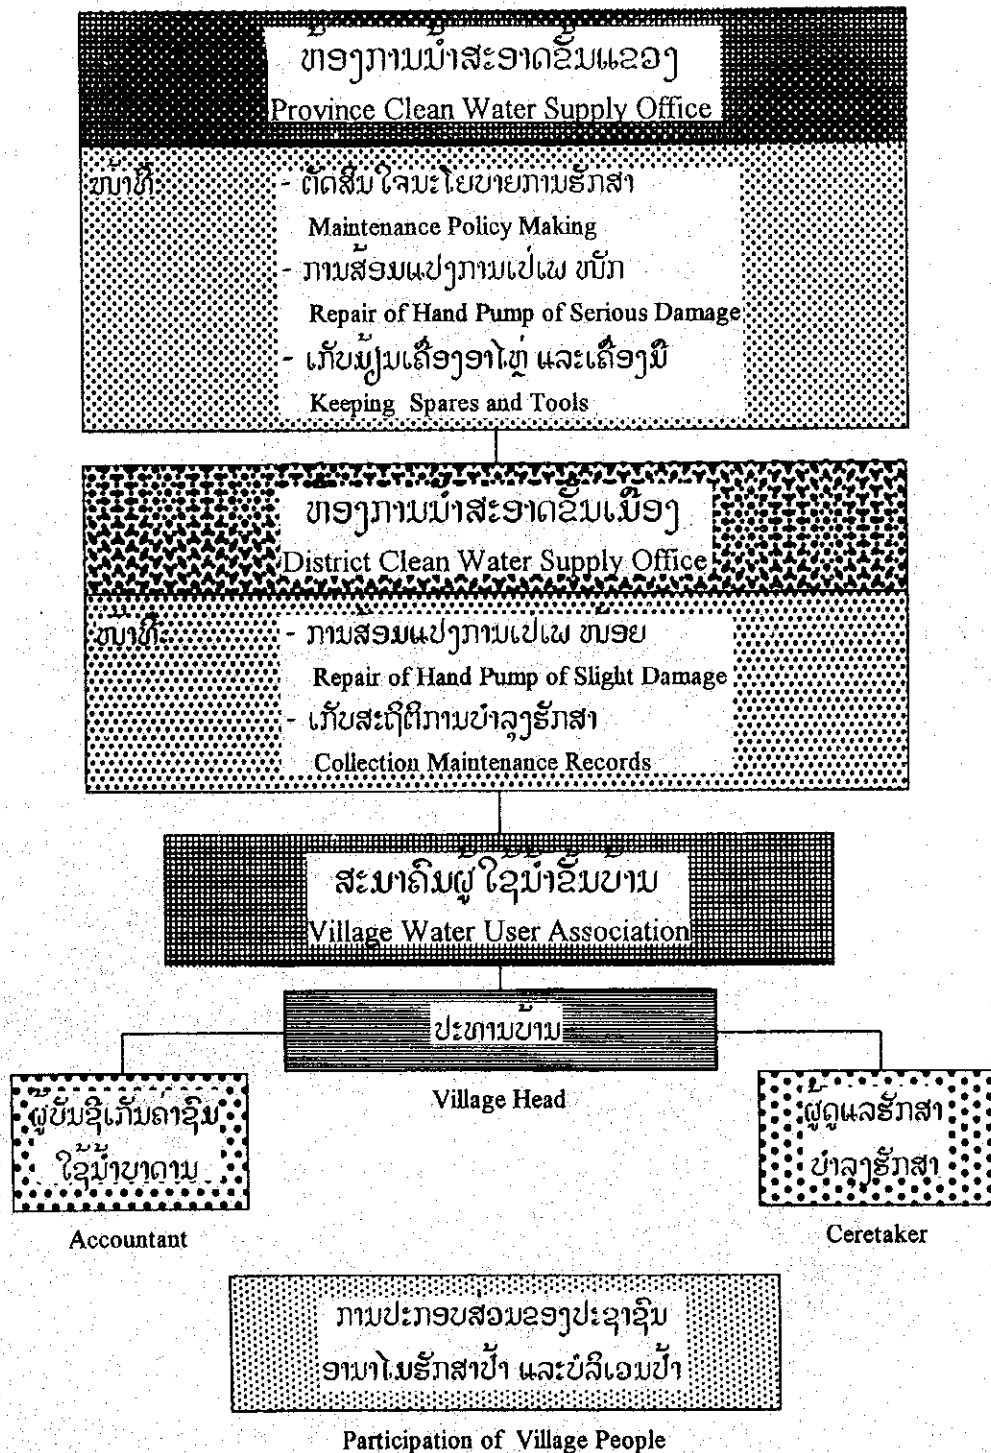 ຫ້ອງການນ້ຳສະອາດຂັ້ນແຂວງ
Province Clean Water Supply Office
ໜ້າທີ່:
- ຕັດສິນໃຈນະໂຍບາຍການຮັກສາ
Maintenance Policy Making
- ການສ້ອມແປງການເປ່ເພ ໜັກ
Repair of Hand Pump of Serious Damage
- ເກັບມ້ຽນເຄື່ອງອາໄຫຼ່ ແລະເຄື່ອງມື
Keeping Spares and Tools
ຫ້ອງການນ້ຳສະອາດຂັ້ນເມືອງ
District Clean Water Supply Office
ໜ້າທີ່:
- ການສ້ອມແປງການເປ່ເພ ໜ້ອຍ
Repair of Hand Pump of Slight Damage
- ເກັບສະຖິຕິການບຳລຸງຮັກສາ
Collection Maintenance Records
ສະມາຄົມຜູ້ໃຊ້ນ້ຳຂັ້ນບ້ານ
Village Water User Association
ປະທານບ້ານ
Village Head
ຜູ້ບັນຊີເກັບຄ່າຊົມ
ໃຊ້ນ້ຳບາດານ
Accountant
ຜູ້ດູແລຮັກສາ
ບຳລຸງຮັກສາ
Ceretaker
ການປະກອບສ່ວນຂອງປະຊາຊົນ
ອານາໄມຮັກສາປ້ຳ ແລະບໍລິເວນປ້ຳ
Participation of Village People